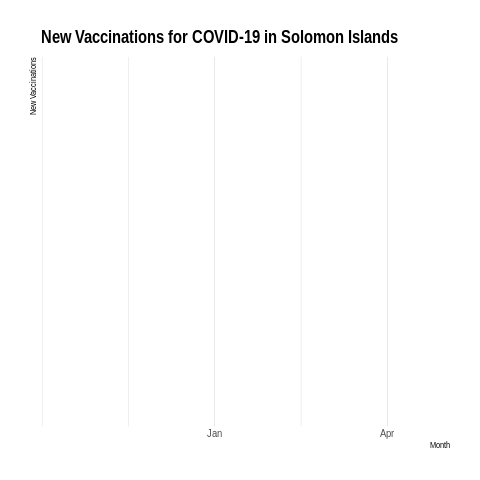 New Vaccinations for COVID-19 in Solomon Islands
New Vaccinations
Jan
Apr
Month